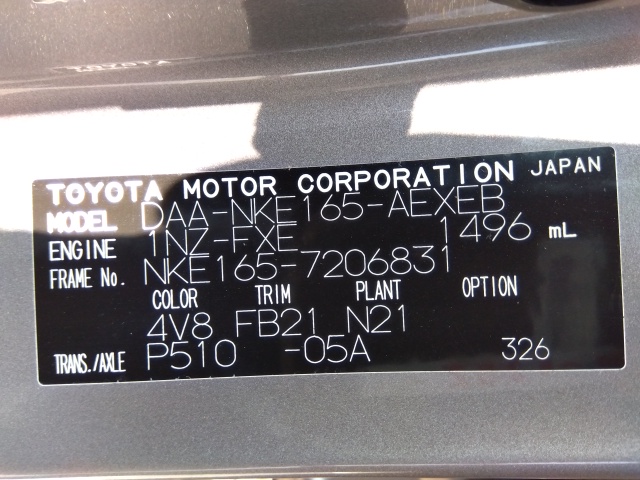 TOYOTA MOTOR CORPORATION JAPAN
MODEL DAA-NKE165-AEXEB
ENGINE 1NZ-FXE 1496 mL
FRAME No. NKE165-7206831
COLOR TRIM PLANT OPTION
4V8 FB21 N21
TRANS./AXLE P510 -05A 326